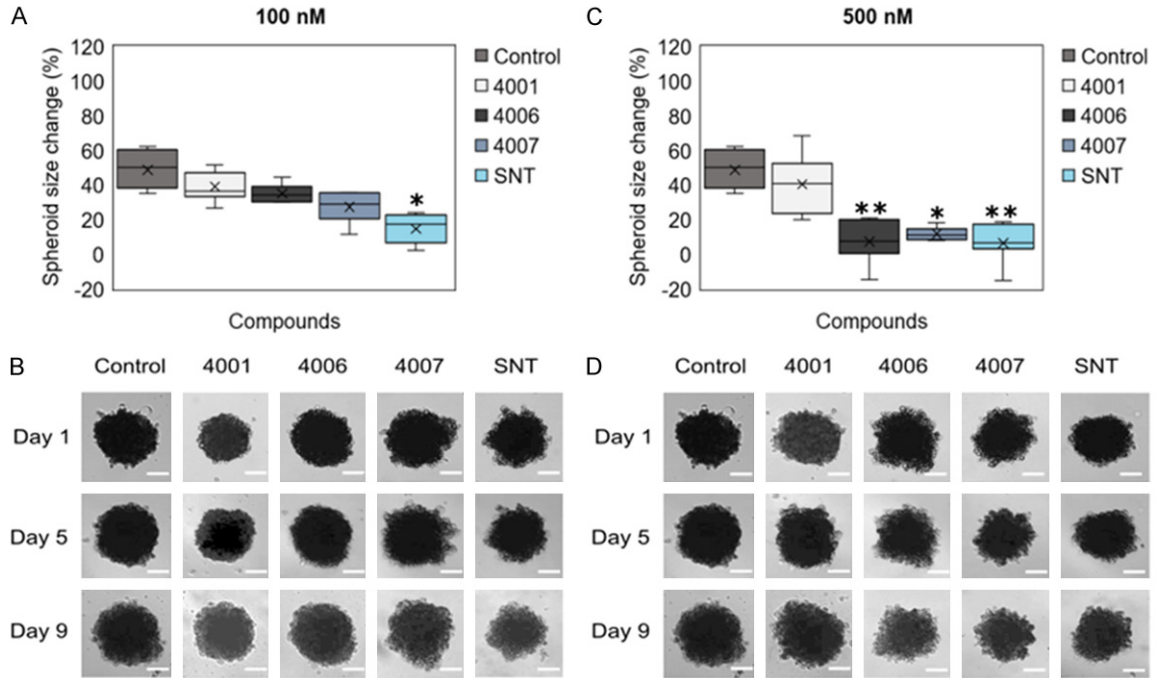 A
100 nM
Spheroid size change (%)
120
100
80
60
40
20
0
-20
*
Compounds
Control
4001
4006
4007
SNT
C
500 nM
Spheroid size change (%)
120
100
80
60
40
20
0
-20
** * **
Compounds
Control
4001
4006
4007
SNT
B
Control 4001 4006 4007 SNT
Day 1
Day 5
Day 9
D
Control 4001 4006 4007 SNT
Day 1
Day 5
Day 9